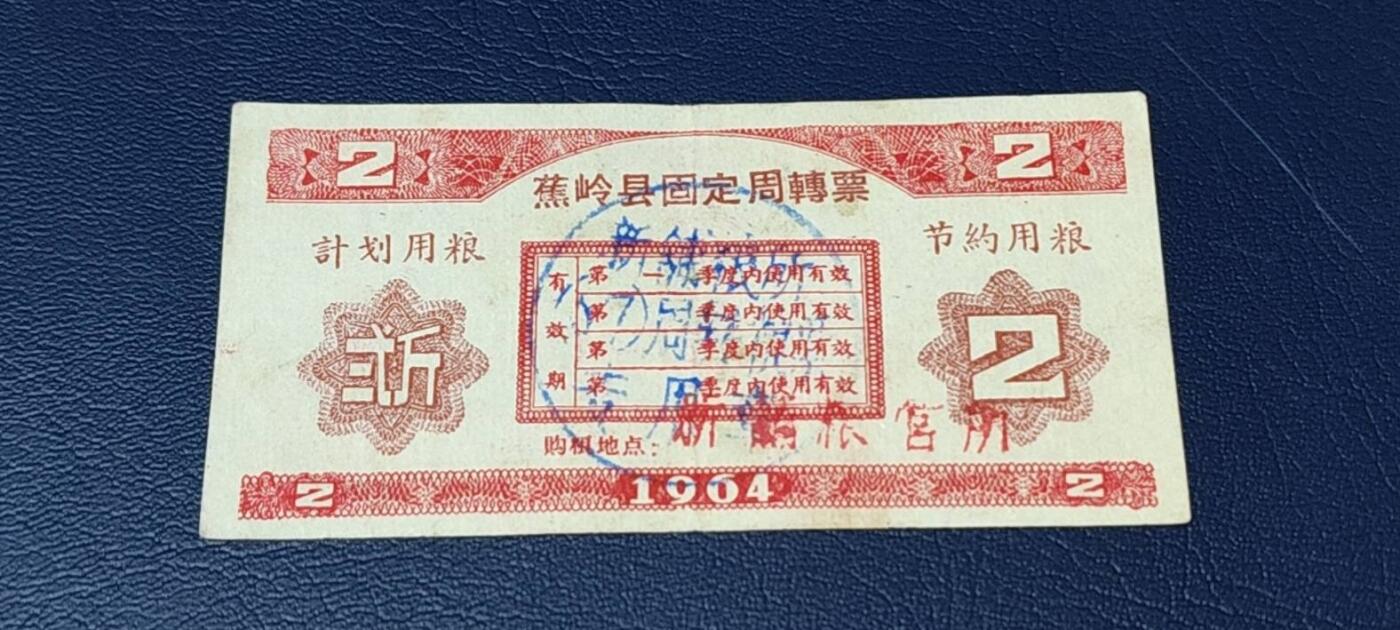 2 2
蕉岭县固定周轉票
計划用粮 节約用粮
有效期
第一季度内使用有效
第 季度内使用有效
第 季度内使用有效
第 季度内使用有效
2
购粮地点：新 粮 所
2 1964 2